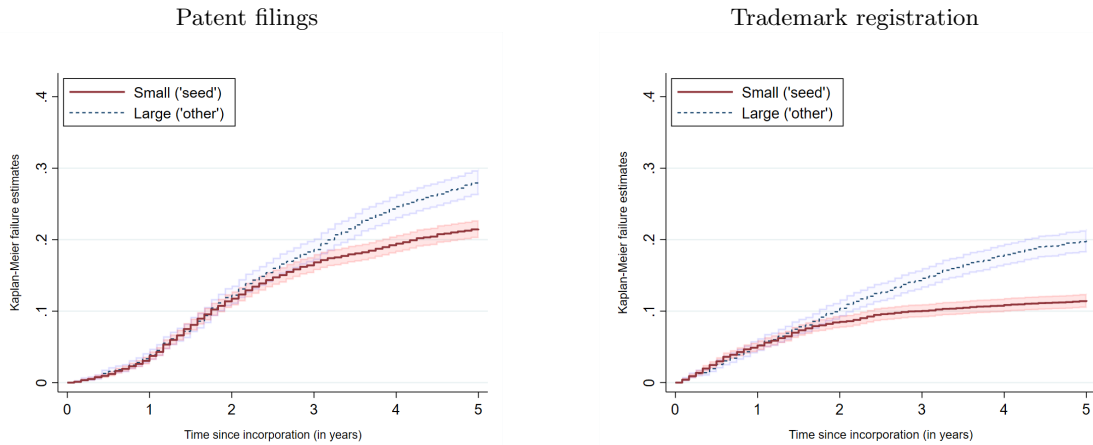 Patent filings
Small ('seed')
Large ('other')
Kaplan-Meier failure estimates
.4
.3
.2
.1
0
0 1 2 3 4 5
Time since incorporation (in years)
Trademark registration
Small ('seed')
Large ('other')
Kaplan-Meier failure estimates
.4
.3
.2
.1
0
0 1 2 3 4 5
Time since incorporation (in years)